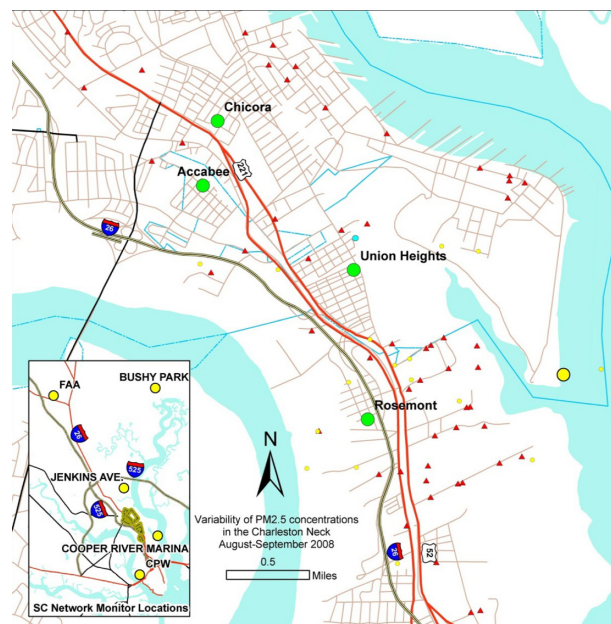 Chicora
221
Accabee
26
Union Heights
Rosemont
N
Variability of PM2.5 concentrations
in the Charleston Neck
August-September 2008
0.5
Miles
26
52
FAA
BUSHY PARK
26
525
JENKINS AVE.
COOPER RIVER MARINA
CPW
SC Network Monitor Locations